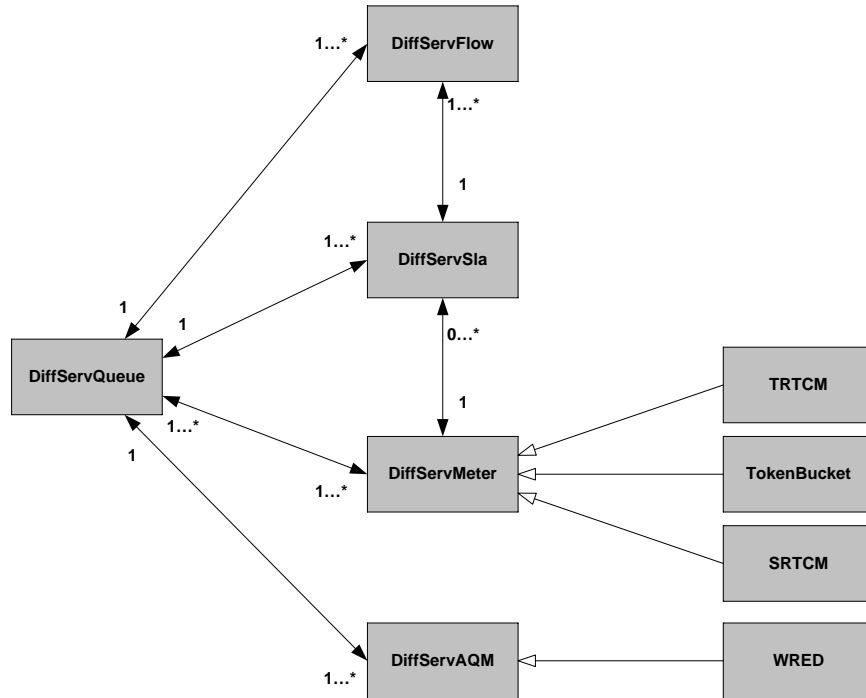 DiffServFlow
1…*
1…*
1
1…*
DiffServSla
1
1
0…*
DiffServQueue
TRTCM
1
1…*
1
DiffServMeter
TokenBucket
1…*
SRTCM
DiffServAQM
WRED
1…*